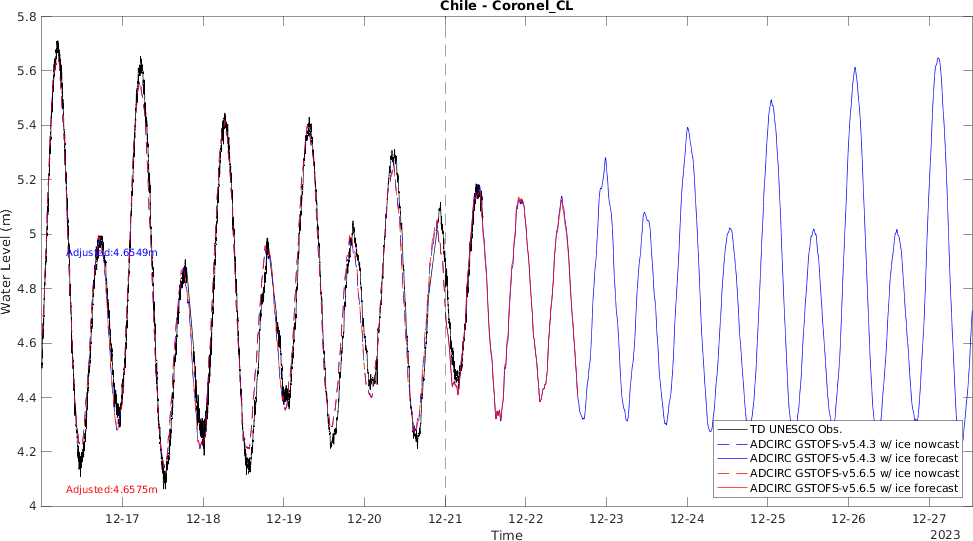 Chile - Coronel_CL
Water Level (m)
5.8
5.6
5.4
5.2
5
4.8
4.6
4.4
4.2
4
Adjusted:4.6549m
Adjusted:4.6575m
TD UNESCO Obs.
ADCIRC GSTOFS-v5.4.3 w/ ice nowcast
ADCIRC GSTOFS-v5.4.3 w/ ice forecast
ADCIRC GSTOFS-v5.6.5 w/ ice nowcast
ADCIRC GSTOFS-v5.6.5 w/ ice forecast
12-17 12-18 12-19 12-20 12-21 12-22 12-23 12-24 12-25 12-26 12-27
2023
Time